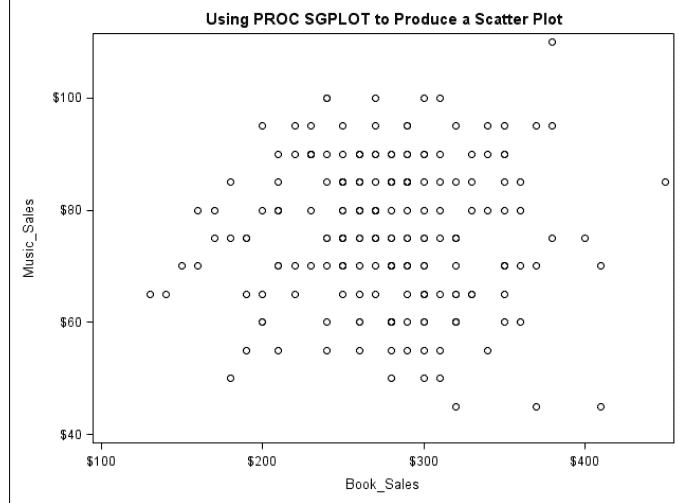 Using PROC SGPLOT to Produce a Scatter Plot
$100
$80
$60
$40
Music_Sales
$100
$200
$300
$400
Book_Sales